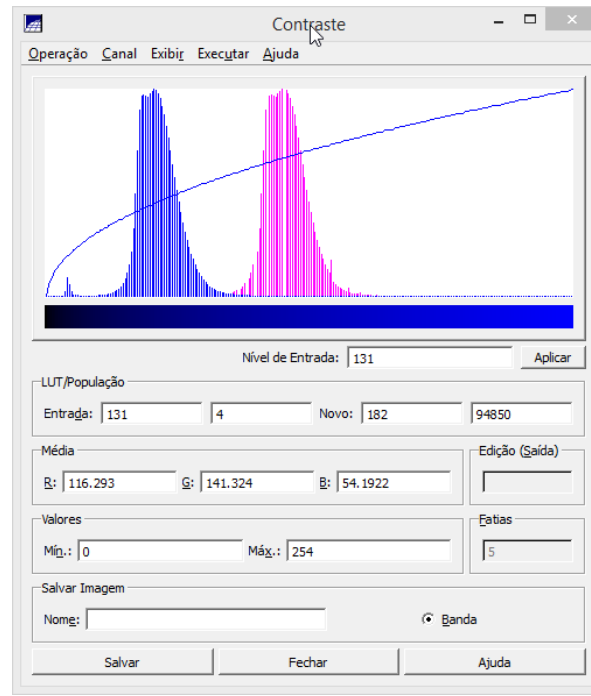 Contraste
Operação Canal Exibir Executar Ajuda
Nível de Entrada: 131 Aplicar
LUT/População
Entrada: 131 4 Novo: 182 94850
Média Edição (Saída)
R: 116.293 G: 141.324 B: 54.1922
Valores Fatias
Mín.: 0 Máx.: 254 5
Salvar Imagem
Nome: Banda
Salvar Fechar Ajuda